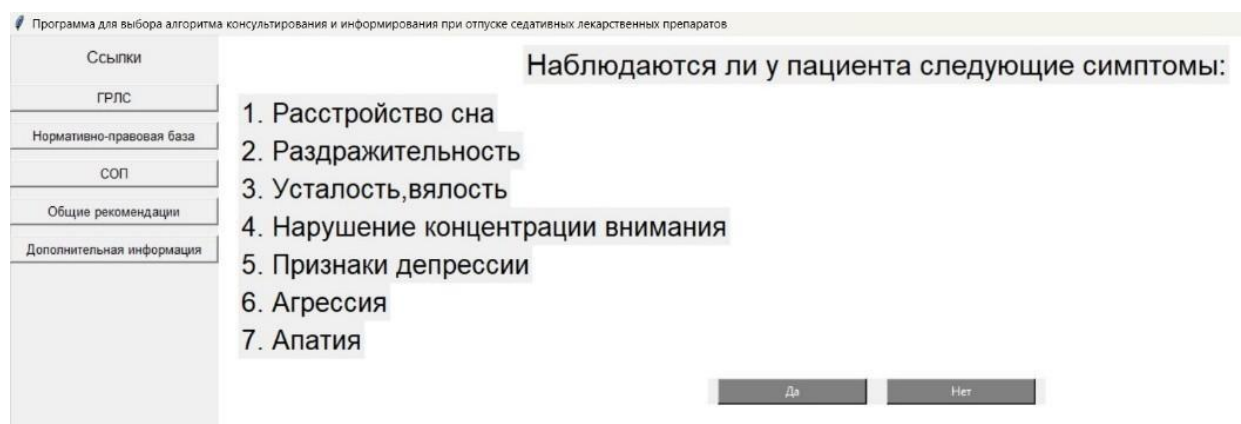 Программа для выбора алгоритма консультирования и информирования при отпуске седативных лекарственных препаратов
Ссылки
ГРЛС
Нормативно-правовая база
СОП
Общие рекомендации
Дополнительная информация
Наблюдаются ли у пациента следующие симптомы:
1. Расстройство сна
2. Раздражительность
3. Усталость,вялость
4. Нарушение концентрации внимания
5. Признаки депрессии
6. Агрессия
7. Апатия
Да
Нет